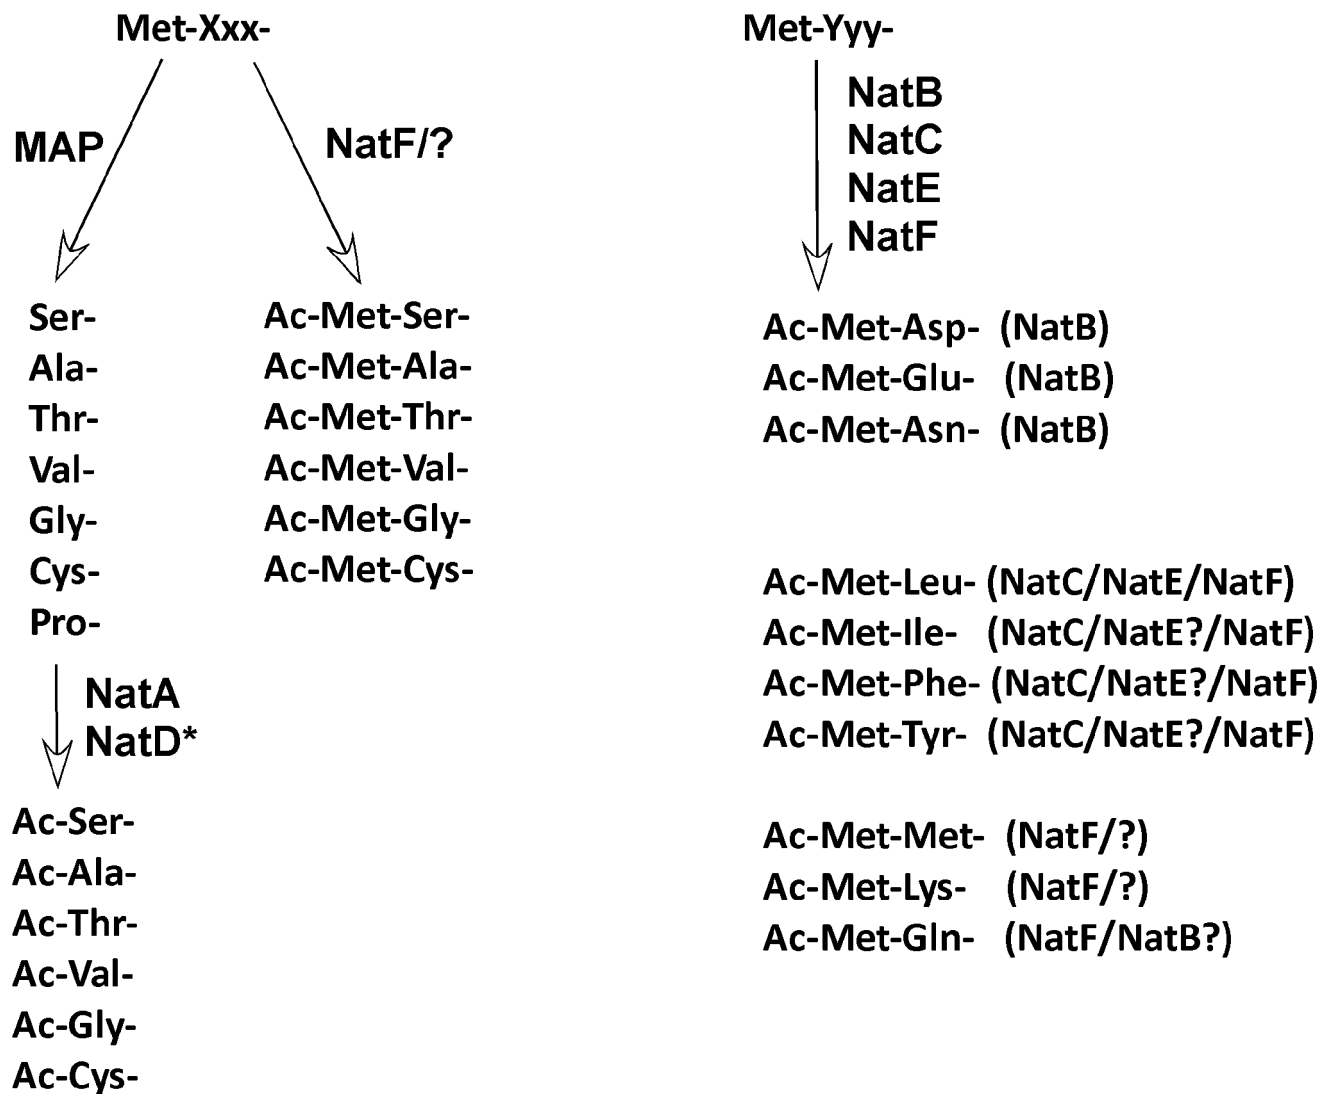 Met-Xxx-
MAP
NatF/?
Ser-
Ala-
Thr-
Val-
Gly-
Cys-
Pro-
Ac-Met-Ser-
Ac-Met-Ala-
Ac-Met-Thr-
Ac-Met-Val-
Ac-Met-Gly-
Ac-Met-Cys-
NatA
NatD*
Ac-Ser-
Ac-Ala-
Ac-Thr-
Ac-Val-
Ac-Gly-
Ac-Cys-
Met-Yyy-
NatB
NatC
NatE
NatF
Ac-Met-Asp- (NatB)
Ac-Met-Glu- (NatB)
Ac-Met-Asn- (NatB)
Ac-Met-Leu- (NatC/NatE/NatF)
Ac-Met-Ile- (NatC/NatE?/NatF)
Ac-Met-Phe- (NatC/NatE?/NatF)
Ac-Met-Tyr- (NatC/NatE?/NatF)
Ac-Met-Met- (NatF/?)
Ac-Met-Lys- (NatF/?)
Ac-Met-Gln- (NatF/NatB?)